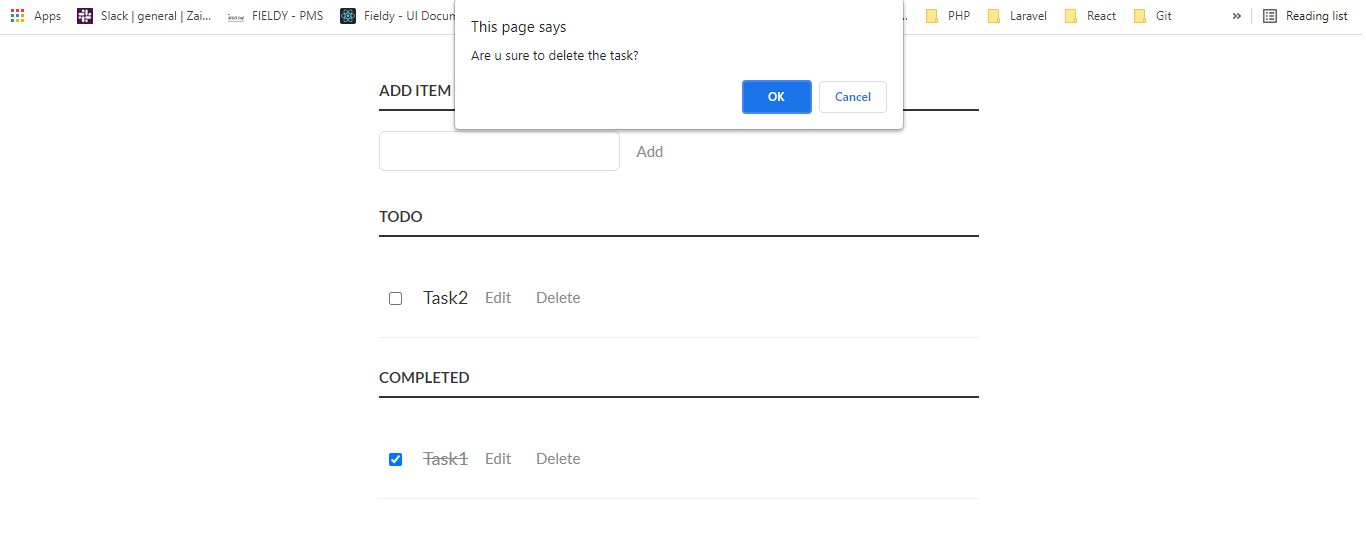 Apps Slack | general | Zai... FIELDY - PMS Fieldy - UI Docum ... PHP Laravel React Git » Reading list
This page says
Are u sure to delete the task?
OK Cancel
ADD ITEM
Add
TODO
Task2 Edit Delete
COMPLETED
Task1 Edit Delete